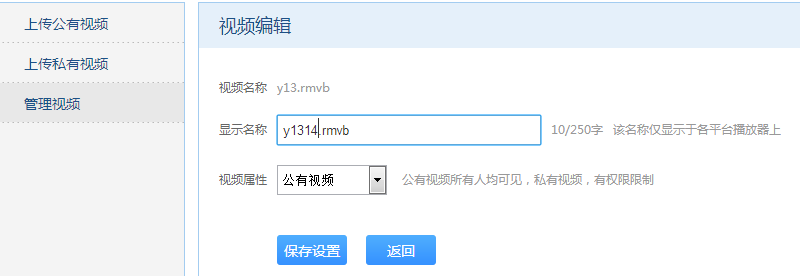 上传公有视频
上传私有视频
管理视频
视频编辑
视频名称 y13.rmvb
显示名称 y1314.rmvb 10/250字 该名称仅显示于各平台播放器上
视频属性 公有视频 公有视频所有人均可见，私有视频，有权限限制
保存设置 返回